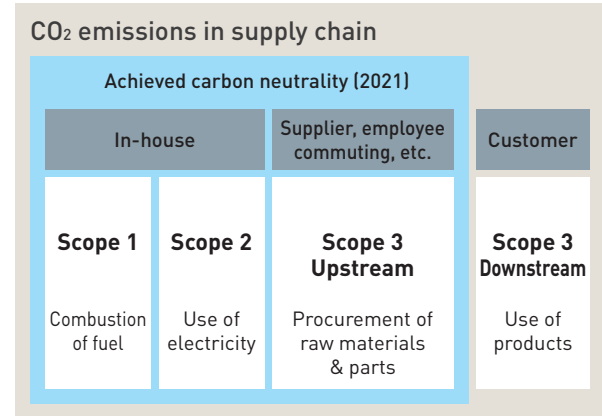 CO₂ emissions in supply chain
Achieved carbon neutrality (2021)
In-house
Supplier, employee
commuting, etc.
Customer
Scope 1
Combustion
of fuel
Scope 2
Use of
electricity
Scope 3
Upstream
Procurement of
raw materials
& parts
Scope 3
Downstream
Use of
products